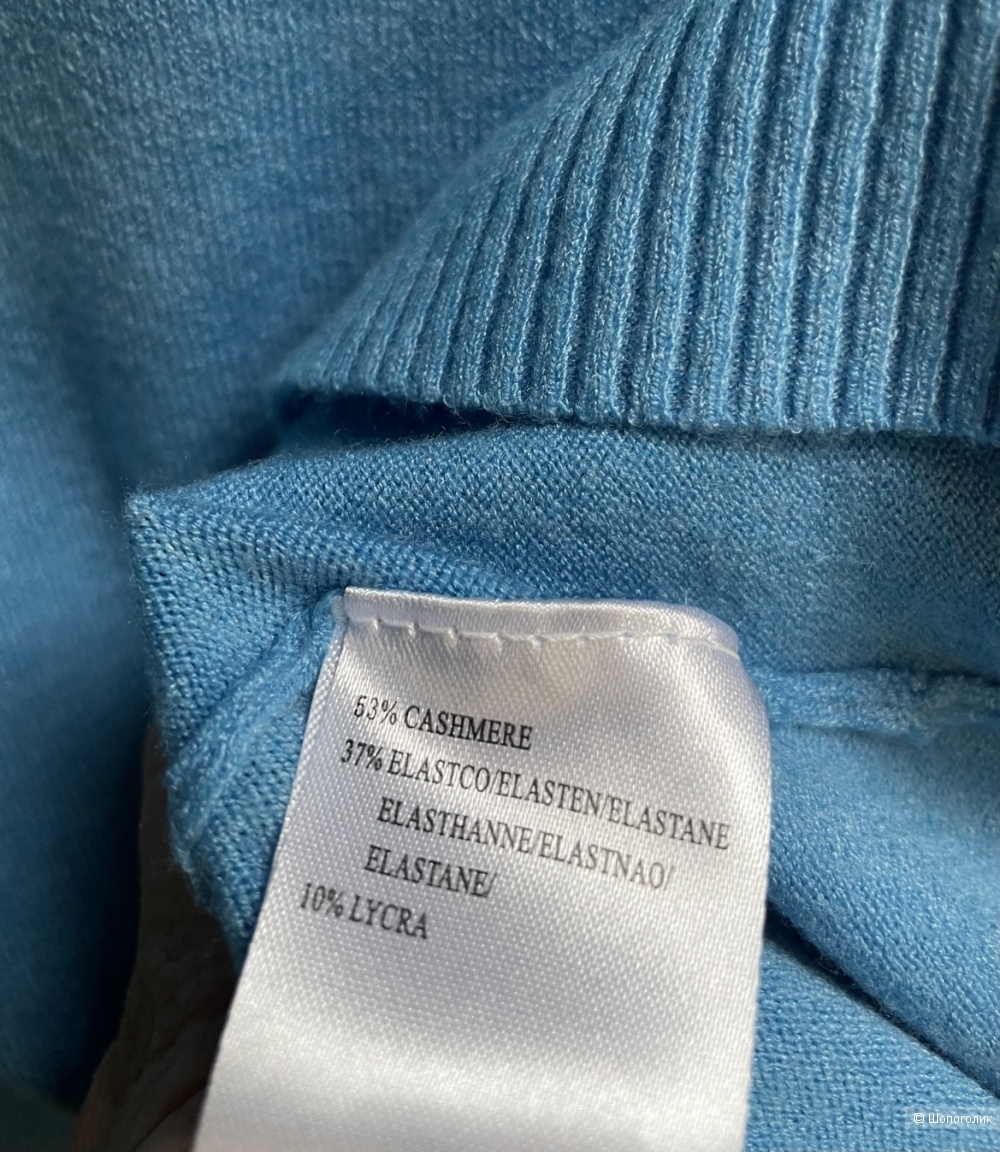 53% CASHMERE
37% ELASTCO/ELASTEN/ELASTANE
ELASTHANNE/ELASTNAO/
ELASTANE/
10% LYCRA
© Шопоголик